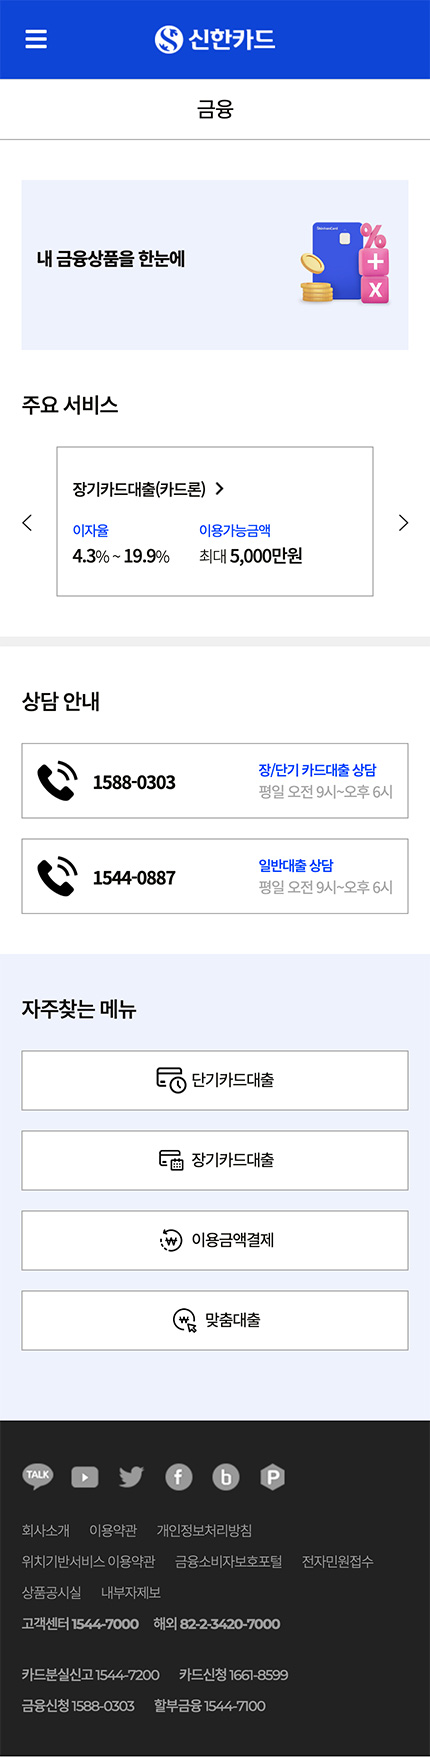 신한카드
금융
내 금융상품을 한눈에
주요 서비스
장기카드대출(카드론)
이자율 이용가능금액
4.3% ~ 19.9% 최대 5,000만원
상담 안내
1588-0303
장/단기 카드대출 상담
평일 오전 9시~오후 6시
1544-0887
일반대출 상담
평일 오전 9시~오후 6시
자주찾는 메뉴
단기카드대출
장기카드대출
이용금액결제
맞춤대출
TALK
회사소개 이용약관 개인정보처리방침
위치기반서비스 이용약관 금융소비자보호포털 전자민원접수
상품공시실 내부자제보
고객센터 1544-7000 해외 82-2-3420-7000
카드분실신고 1544-7200 카드신청 1661-8599
금융신청 1588-0303 할부금융 1544-7100